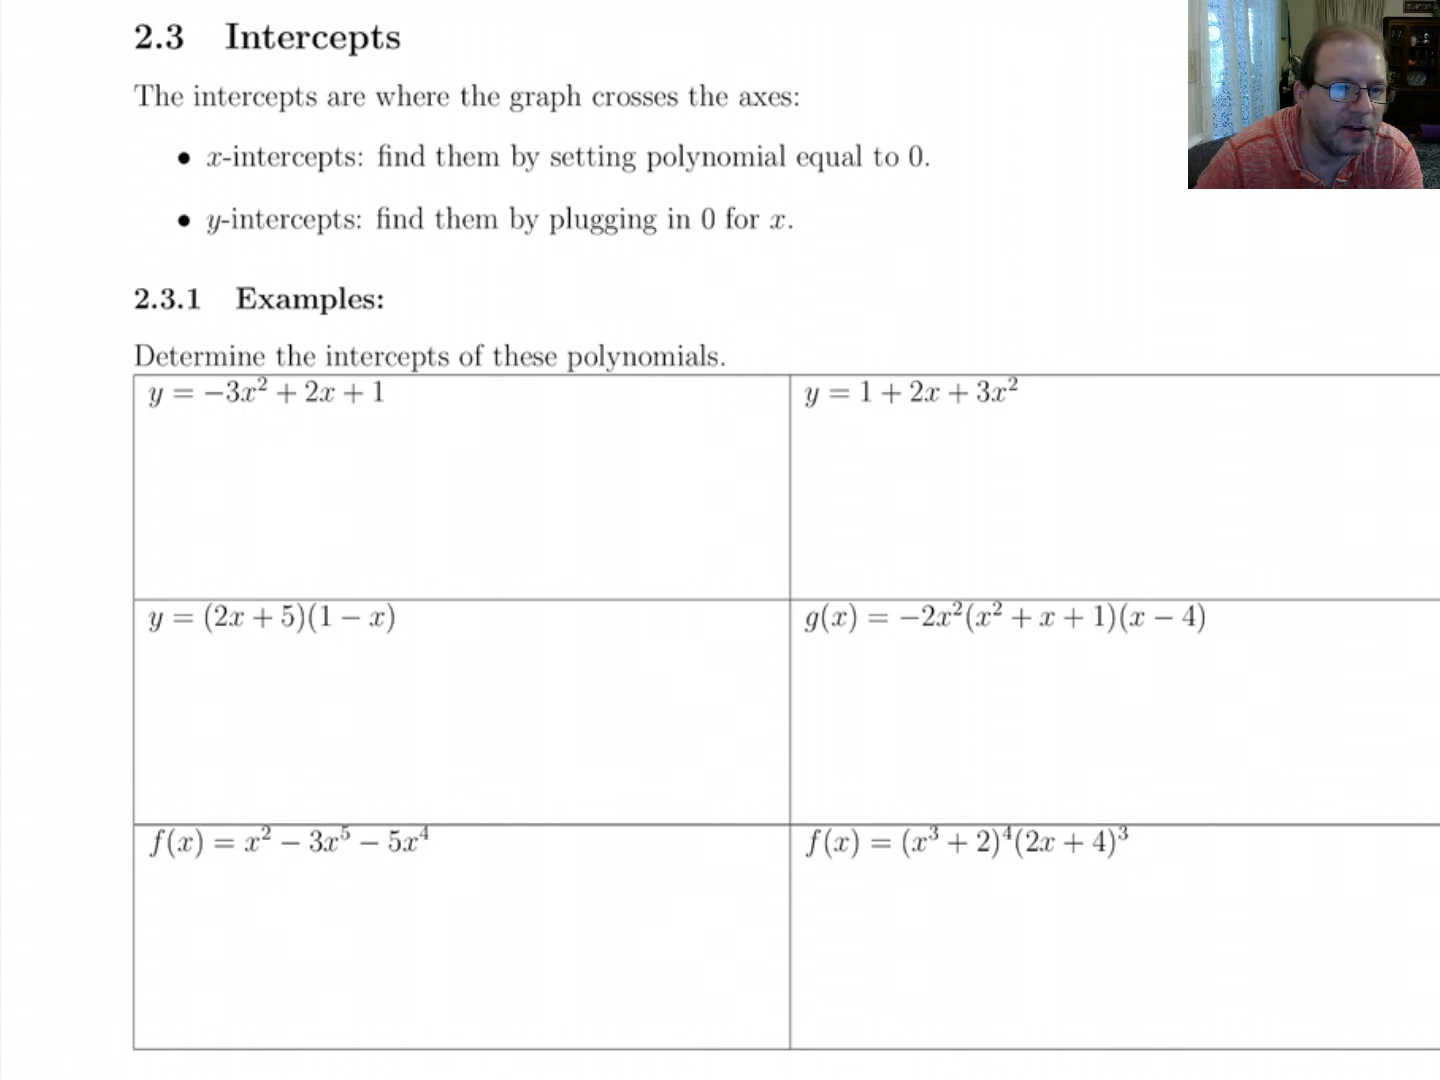 2.3 Intercepts
The intercepts are where the graph crosses the axes:
• x-intercepts: find them by setting polynomial equal to 0.
• y-intercepts: find them by plugging in 0 for x.
2.3.1 Examples:
Determine the intercepts of these polynomials.
y = −3x² + 2x + 1
y = 1 + 2x + 3x²
y = (2x + 5)(1 − x)
g(x) = −2x²(x² + x + 1)(x − 4)
f(x) = x² − 3x⁵ − 5x⁴
f(x) = (x³ + 2)⁴(2x + 4)³